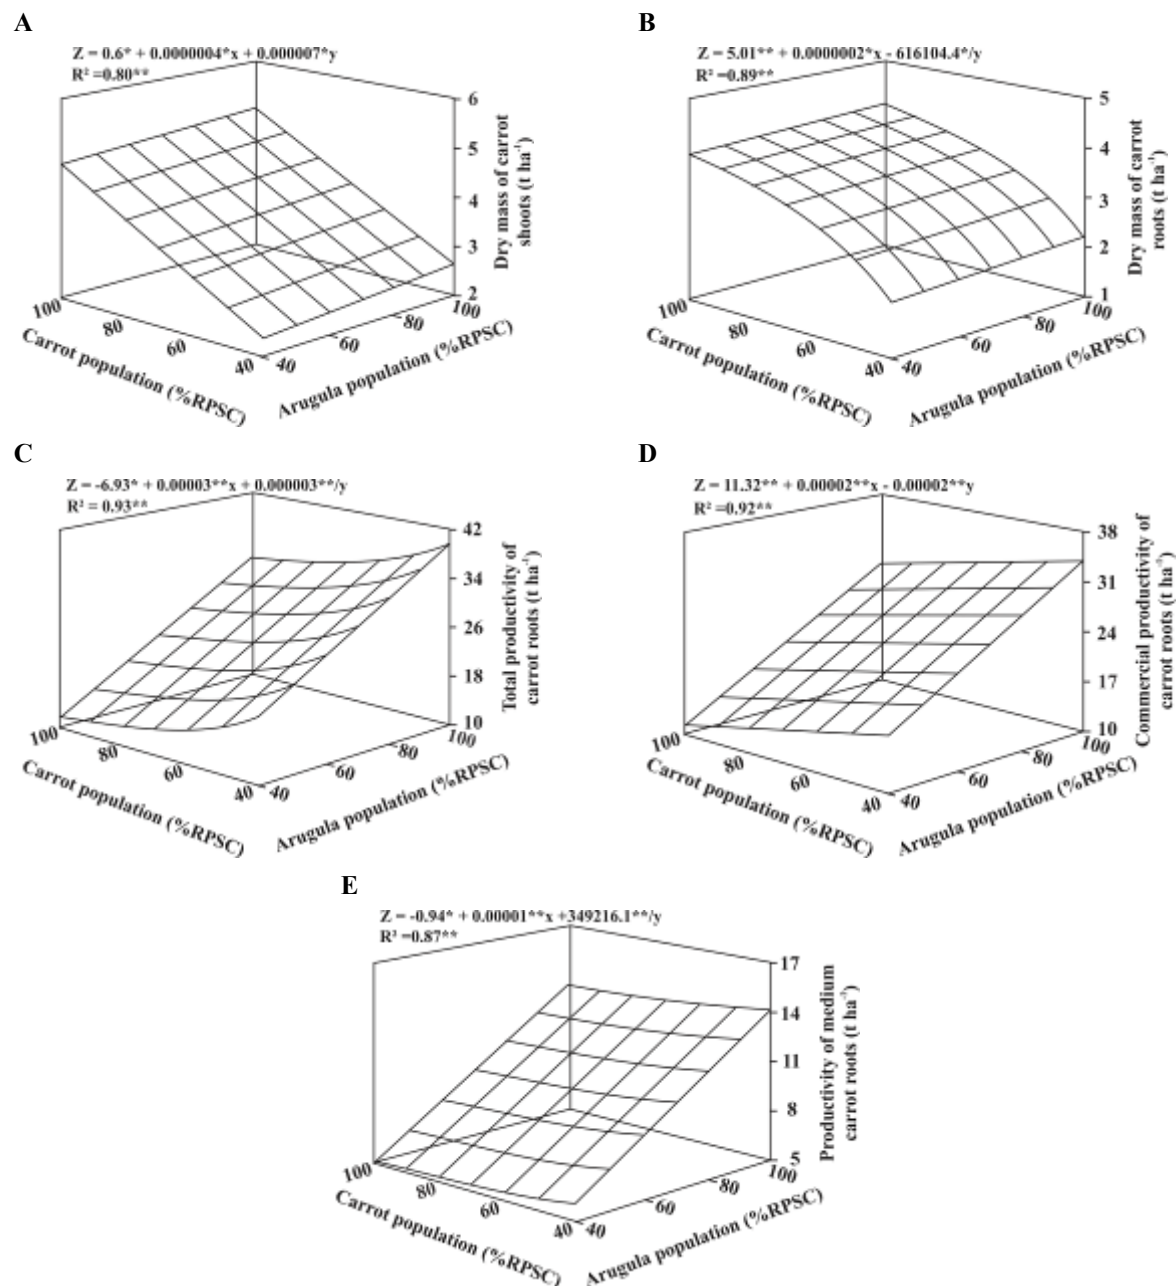 A
Z = 0.6* + 0.0000004*x + 0.000007*y
R² =0.80**
6
5
4
3
2
Dry mass of carrot
shoots (t ha⁻¹)
100
80
60
40
Carrot population (%RPSC)
40
60
80
100
Arugula population (%RPSC)
B
Z = 5.01** + 0.0000002*x - 616104.4*/y
R² =0.89**
5
4
3
2
1
Dry mass of carrot
roots (t ha⁻¹)
100
80
60
40
Carrot population (%RPSC)
40
60
80
100
Arugula population (%RPSC)
C
Z = -6.93* + 0.00003**x + 0.000003**/y
R² = 0.93**
42
34
26
18
10
Total productivity of
carrot roots (t ha⁻¹)
100
80
60
40
Carrot population (%RPSC)
40
60
80
100
Arugula population (%RPSC)
D
Z = 11.32** + 0.00002**x - 0.00002**y
R² =0.92**
38
31
24
17
10
Commercial productivity of
carrot roots (t ha⁻¹)
100
80
60
40
Carrot population (%RPSC)
40
60
80
100
Arugula population (%RPSC)
E
Z = -0.94* + 0.00001**x +349216.1**/y
R² =0.87**
17
14
11
8
5
Productivity of medium
carrot roots (t ha⁻¹)
100
80
60
40
Carrot population (%RPSC)
40
60
80
100
Arugula population (%RPSC)